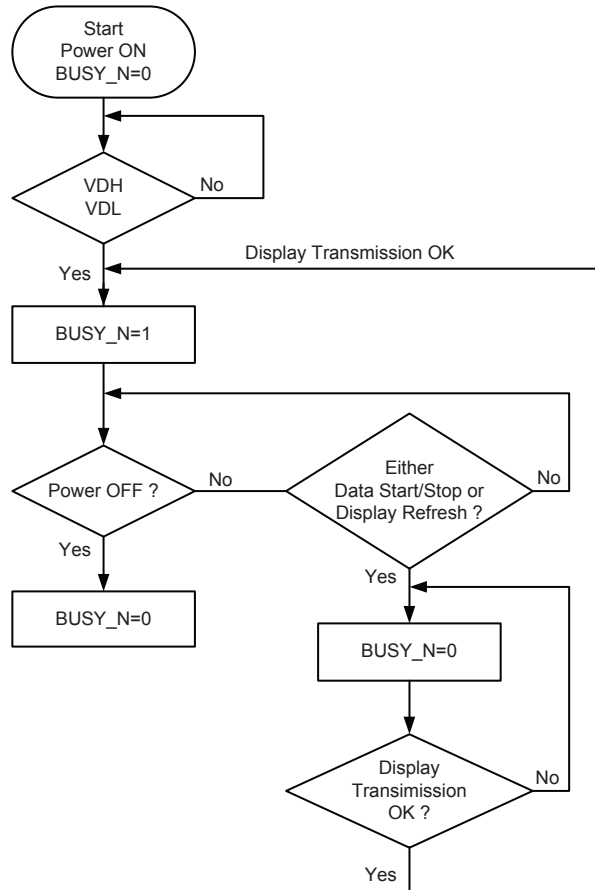 Start
Power ON
BUSY_N=0
VDH
VDL
No
Yes
Display Transmission OK
BUSY_N=1
Power OFF ?
No
Either
Data Start/Stop or
Display Refresh ?
No
Yes
BUSY_N=0
Yes
BUSY_N=0
Display
Transimission
OK ?
No
Yes